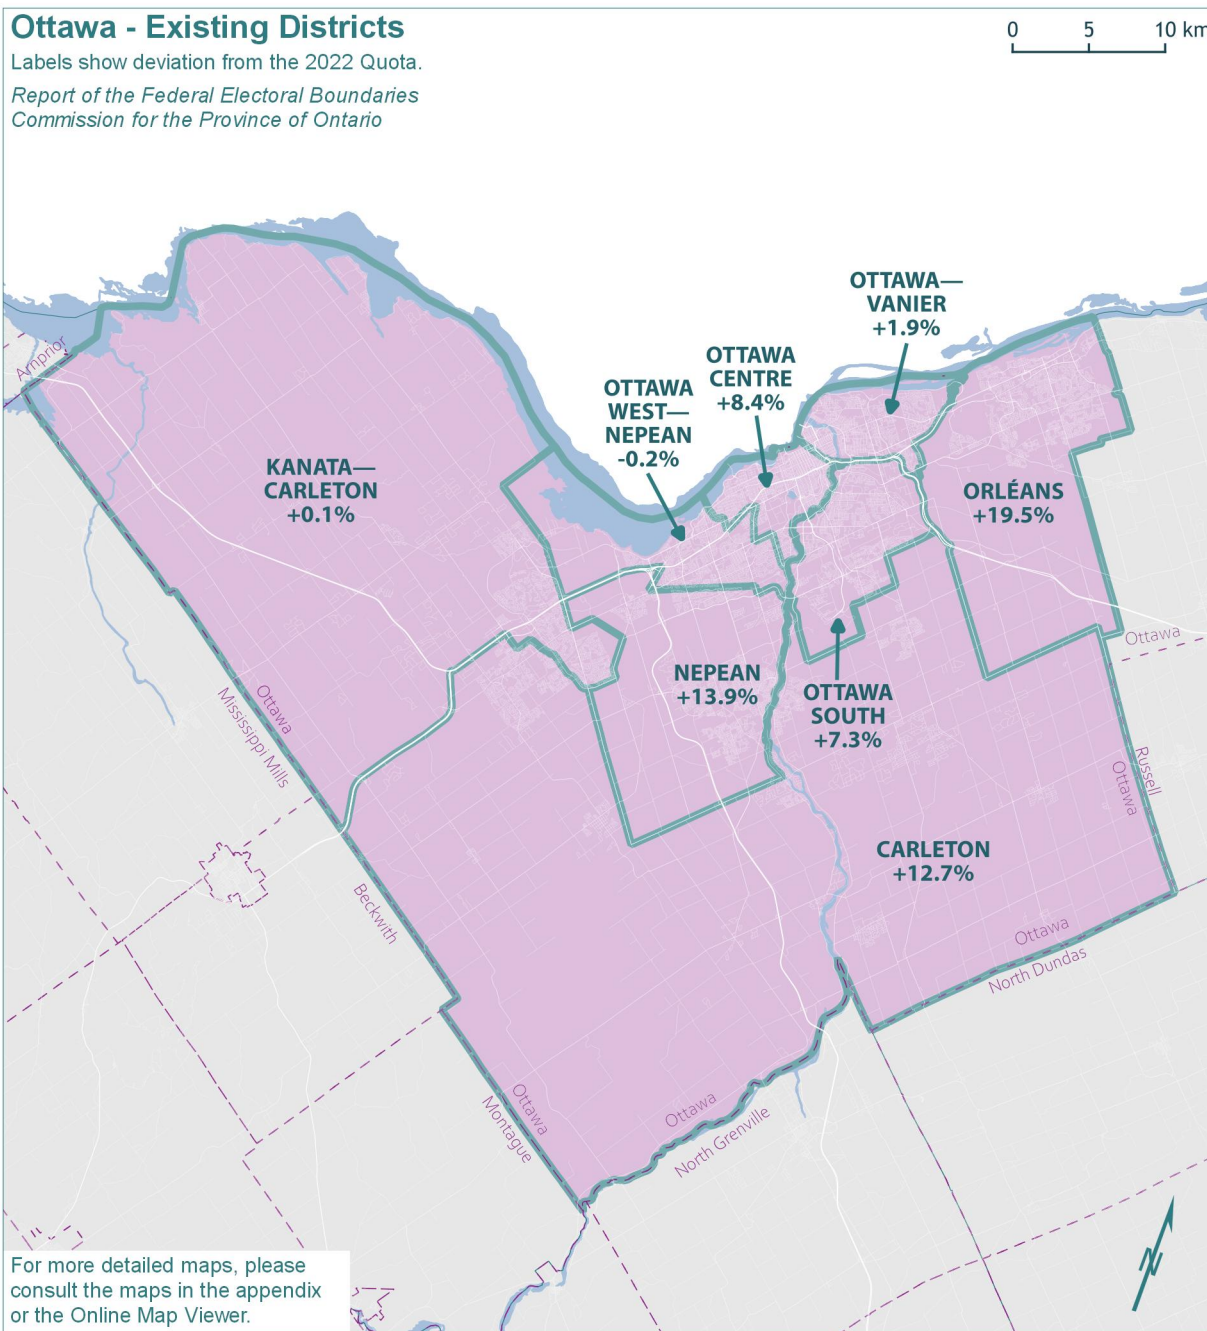 Ottawa - Existing Districts
Labels show deviation from the 2022 Quota.
Report of the Federal Electoral Boundaries
Commission for the Province of Ontario
0 5 10 km
OTTAWA—
VANIER
+1.9%
OTTAWA
CENTRE
+8.4%
OTTAWA
WEST—
NEPEAN
-0.2%
Arnprior
KANATA—
CARLETON
+0.1%
ORLÉANS
+19.5%
Ottawa
NEPEAN
+13.9%
OTTAWA
SOUTH
+7.3%
Ottawa
Mississippi Mills
Russell
Ottawa
CARLETON
+12.7%
Beckwith
Ottawa
North Dundas
Ottawa
Montague
Ottawa
North Grenville
For more detailed maps, please
consult the maps in the appendix
or the Online Map Viewer.
N